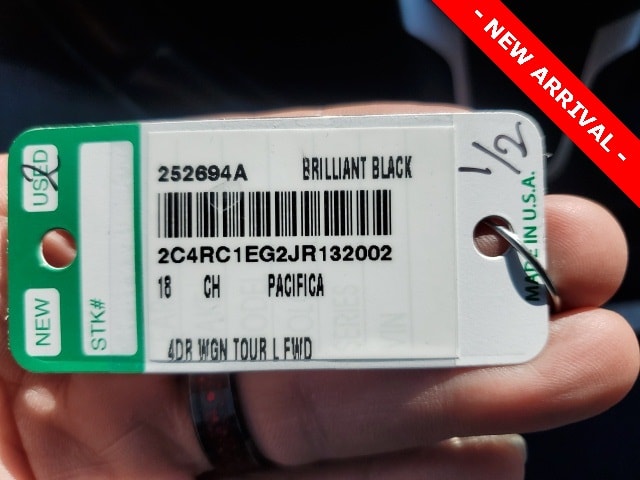 - NEW ARRIVAL -
USED
2
NEW
STK#
252694A BRILLIANT BLACK
2C4RC1EG2JR132002
18 CH PACIFICA
4DR WGN TOUR L FWD
1/2
MADE IN U.S.A.